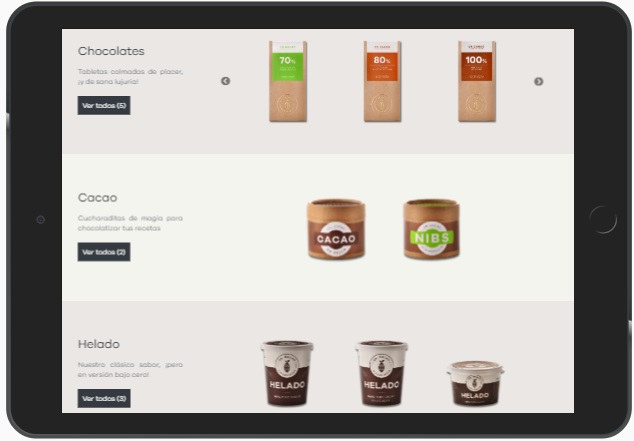 Chocolates
Tabletas colmadas de placer,
¡y de sana lujuria!
Ver todos (5)
70%
80%
100%
Cacao
Cucharaditas de magia para
chocolatizar tus recetas
Ver todos (2)
CACAO
NIBS
Helado
Nuestro clásico sabor, ¡pero
en versión bajo cero!
Ver todos (3)
HELADO
HELADO
HELADO